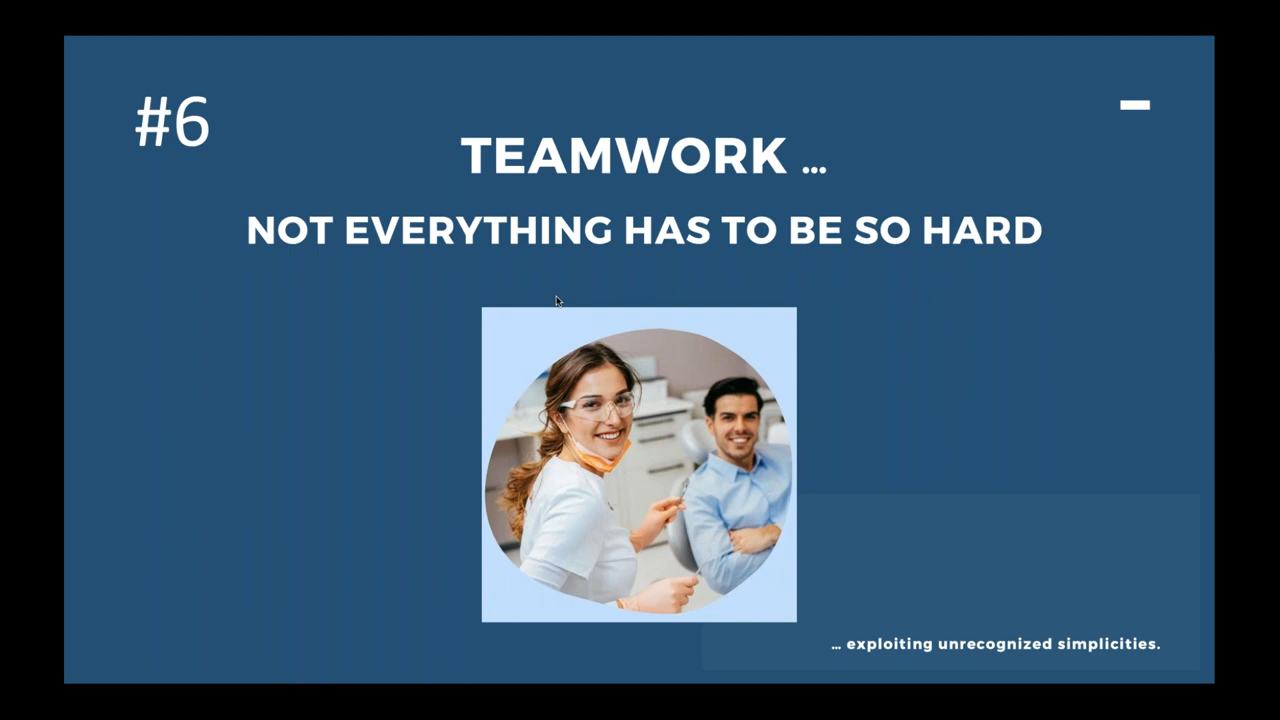 #6
TEAMWORK …
NOT EVERYTHING HAS TO BE SO HARD
… exploiting unrecognized simplicities.